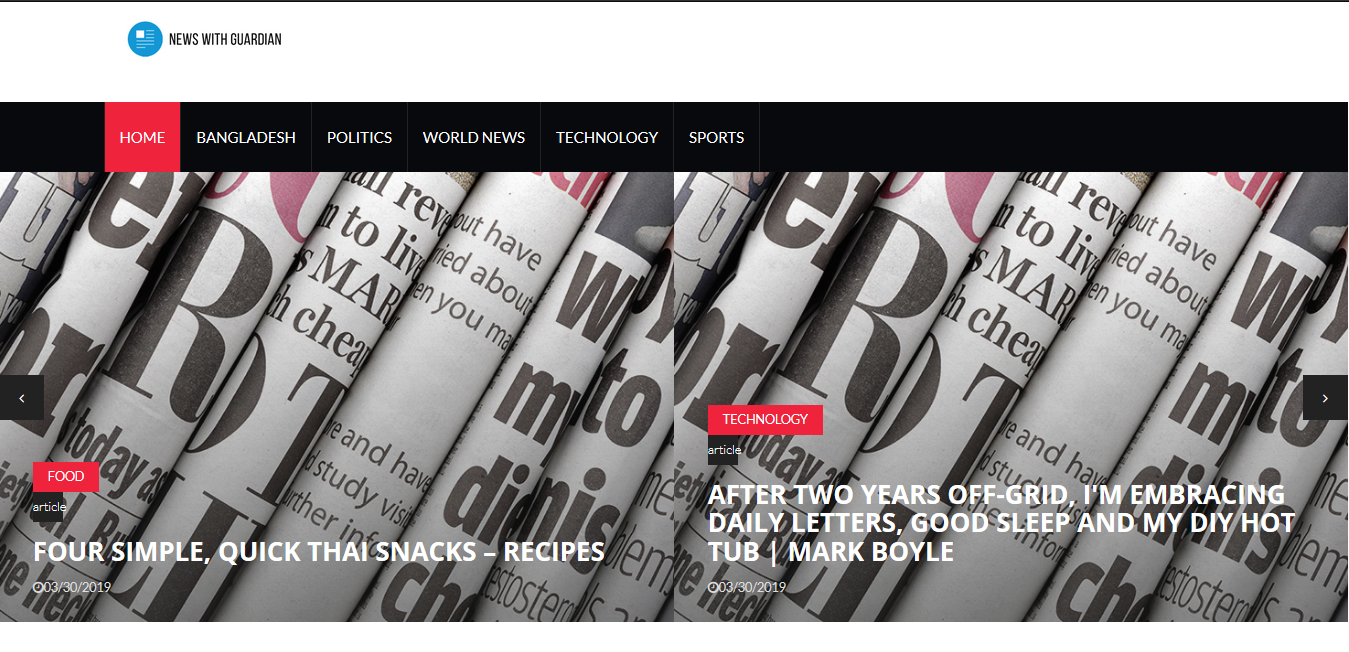 NEWS WITH GUARDIAN
HOME BANGLADESH POLITICS WORLD NEWS TECHNOLOGY SPORTS
FOOD
article
FOUR SIMPLE, QUICK THAI SNACKS – RECIPES
03/30/2019
TECHNOLOGY
article
AFTER TWO YEARS OFF-GRID, I'M EMBRACING
DAILY LETTERS, GOOD SLEEP AND MY DIY HOT
TUB | MARK BOYLE
03/30/2019